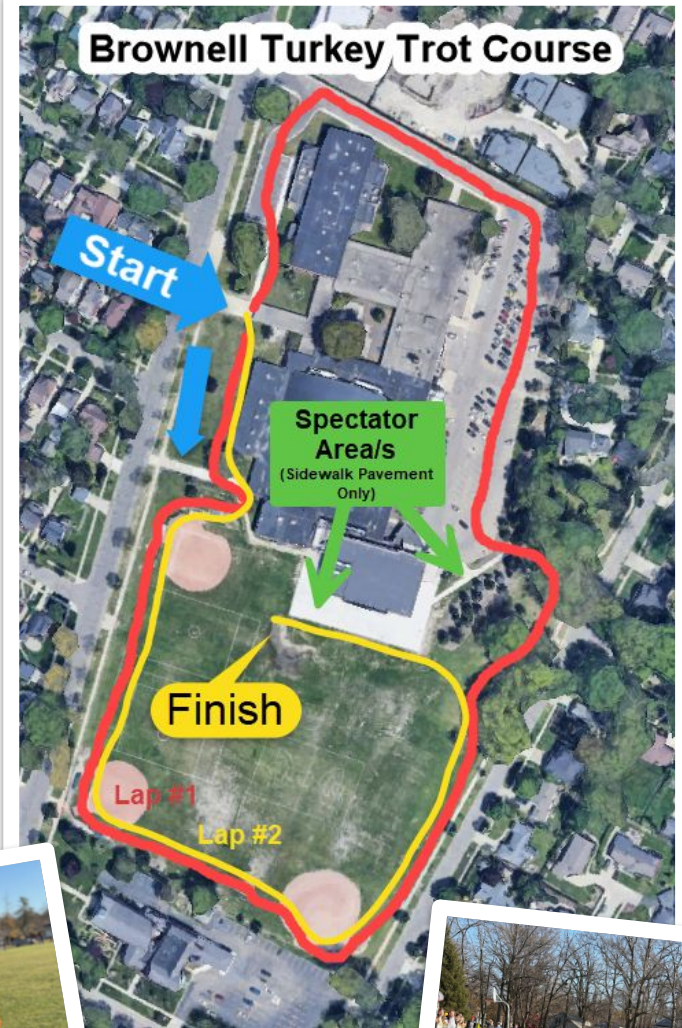 Brownell Turkey Trot Course
Start
Spectator
Area/s
(Sidewalk Pavement
Only)
Finish
Lap #1
Lap #2